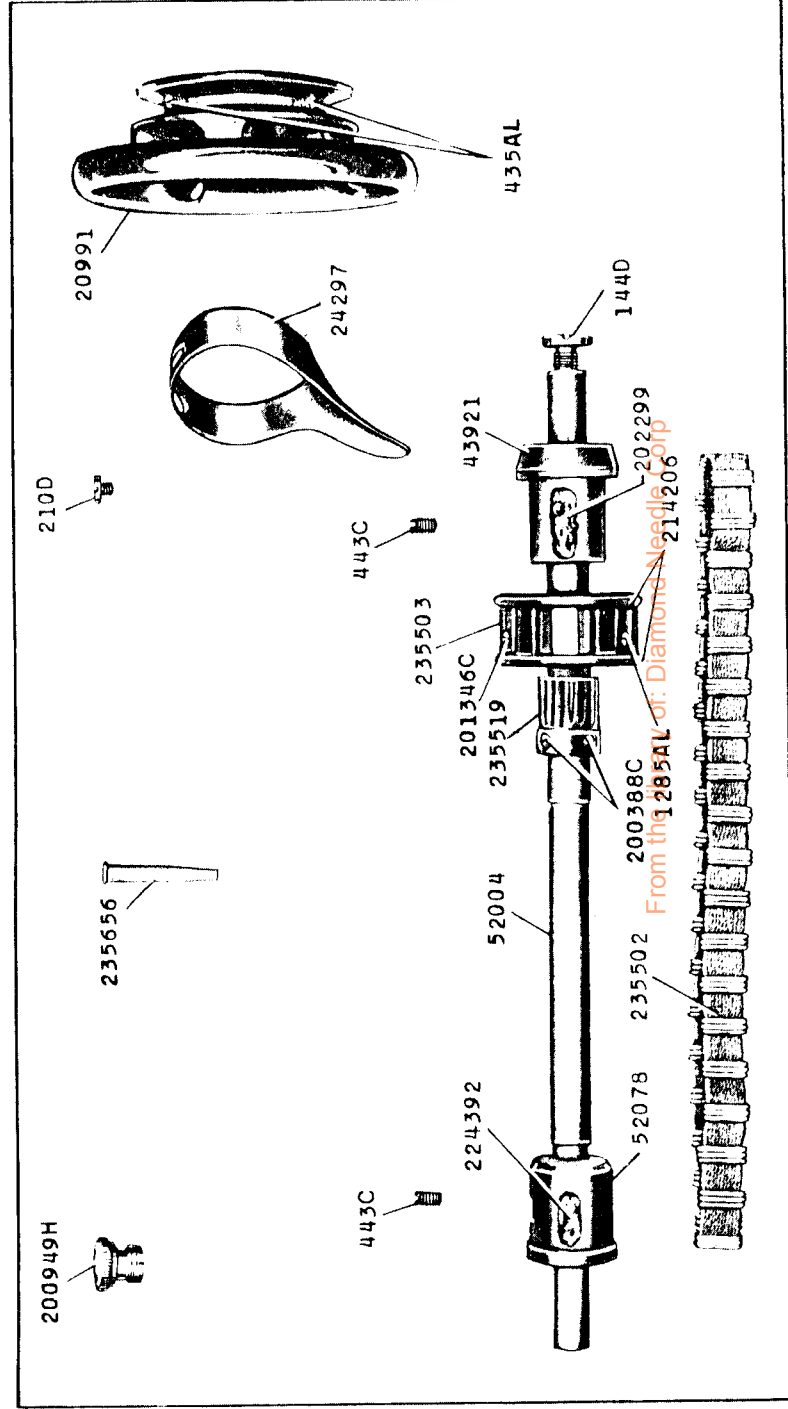 200949H
235656
210D
20991
24297
435AL
443C
443C
224392
52004
235503
201346C
235519
43921
144D
202299
214206
1285AL
200388C
52078
235502
From the library of: Diamond Needle Corp